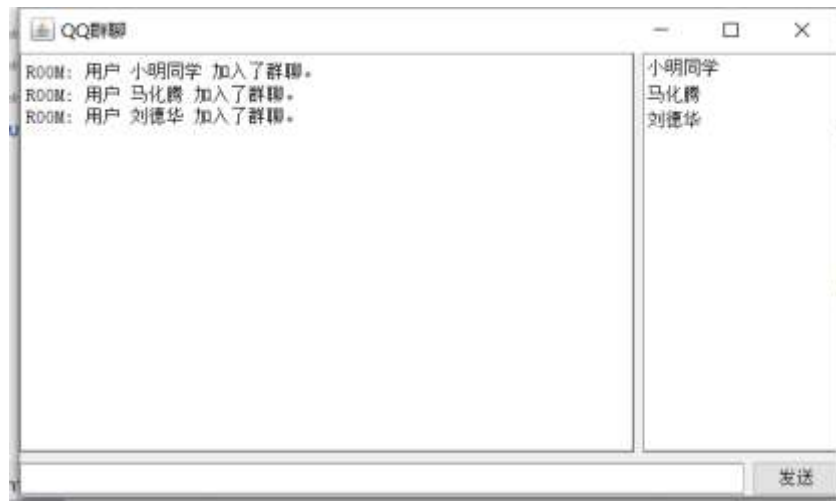 QQ群聊
ROOM: 用户 小明同学 加入了群聊。
ROOM: 用户 马化腾 加入了群聊。
ROOM: 用户 刘德华 加入了群聊。
小明同学
马化腾
刘德华
发送